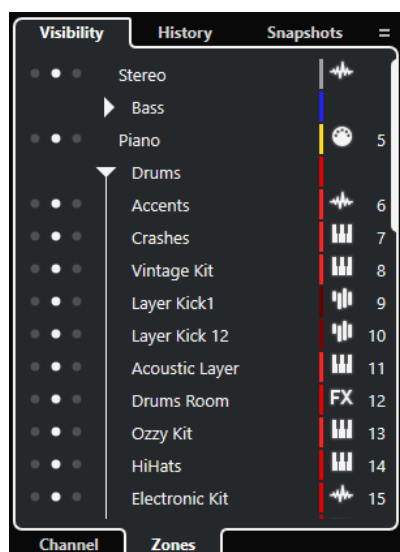 Visibility History Snapshots =
Stereo
Bass
Piano 5
Drums
Accents 6
Crashes 7
Vintage Kit 8
Layer Kick1 9
Layer Kick 12 10
Acoustic Layer 11
Drums Room FX 12
Ozzy Kit 13
HiHats 14
Electronic Kit 15
Channel Zones